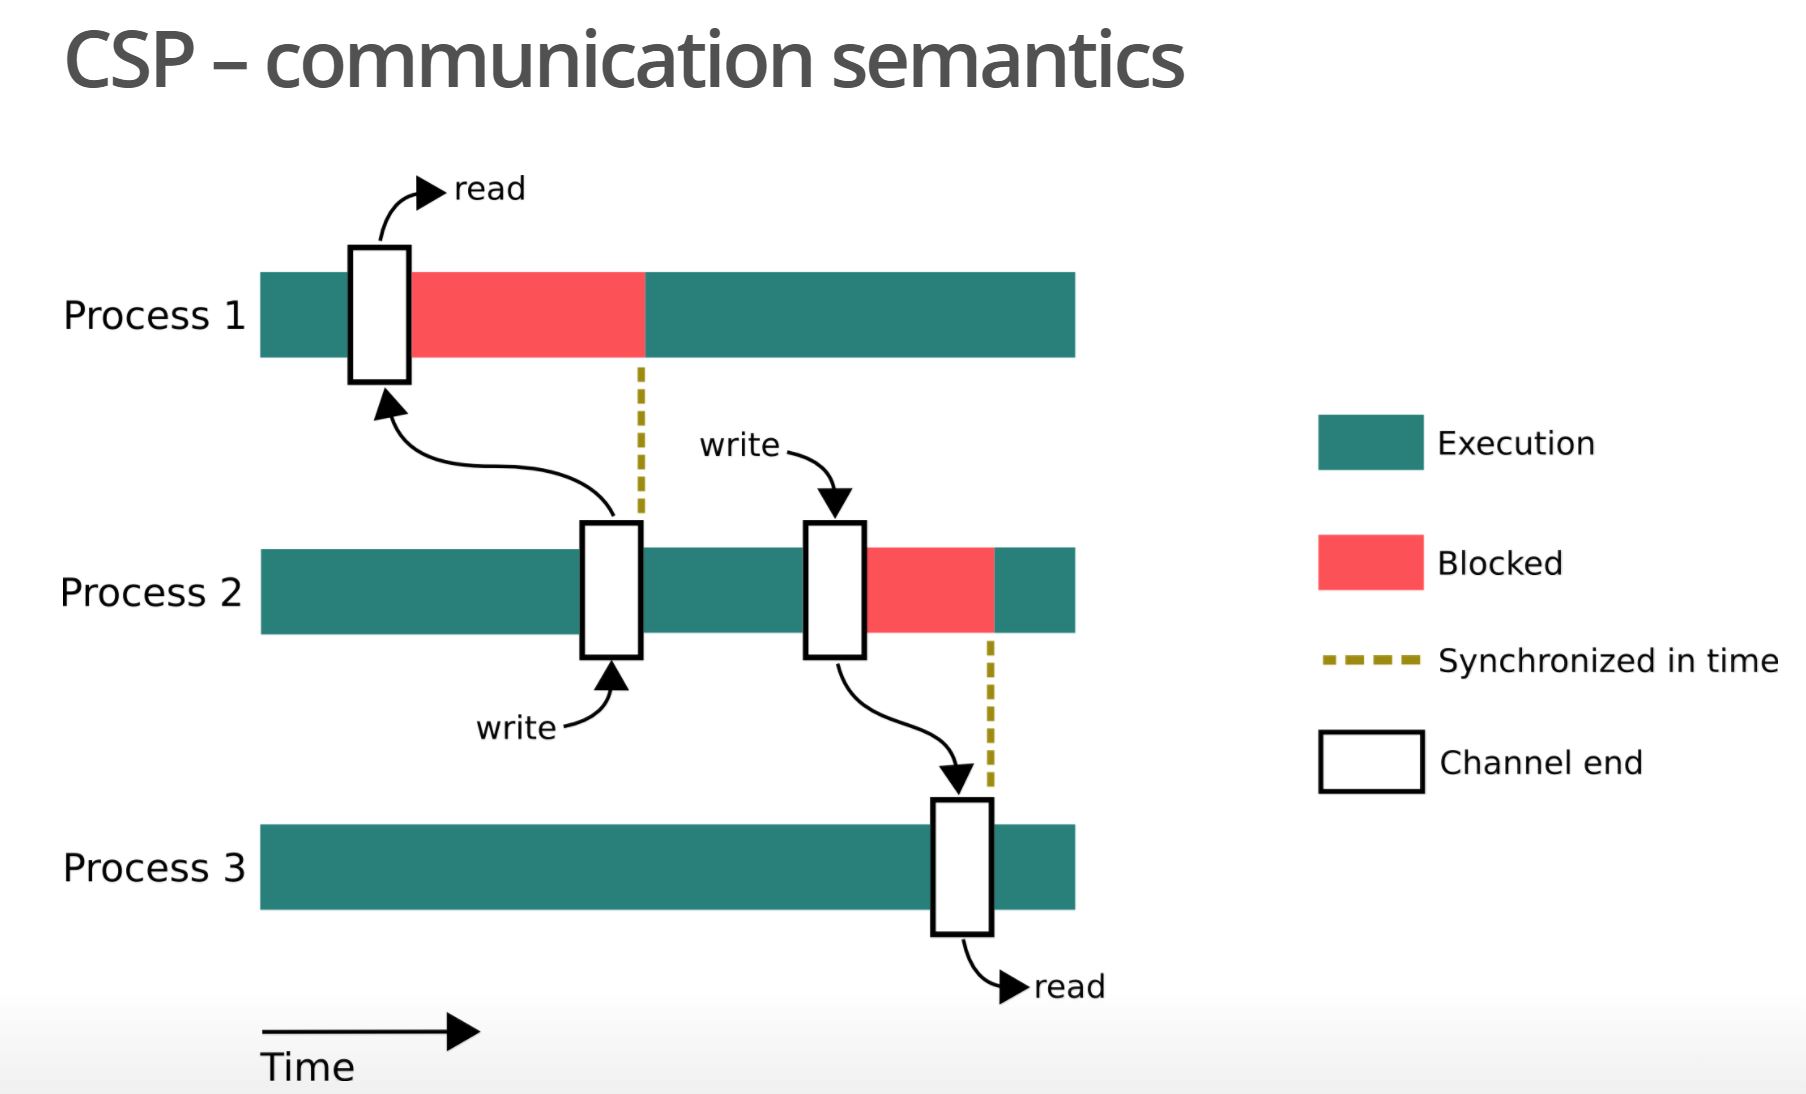 CSP – communication semantics
read
Process 1
write
Execution
Blocked
Process 2
Synchronized in time
write
Channel end
Process 3
read
Time